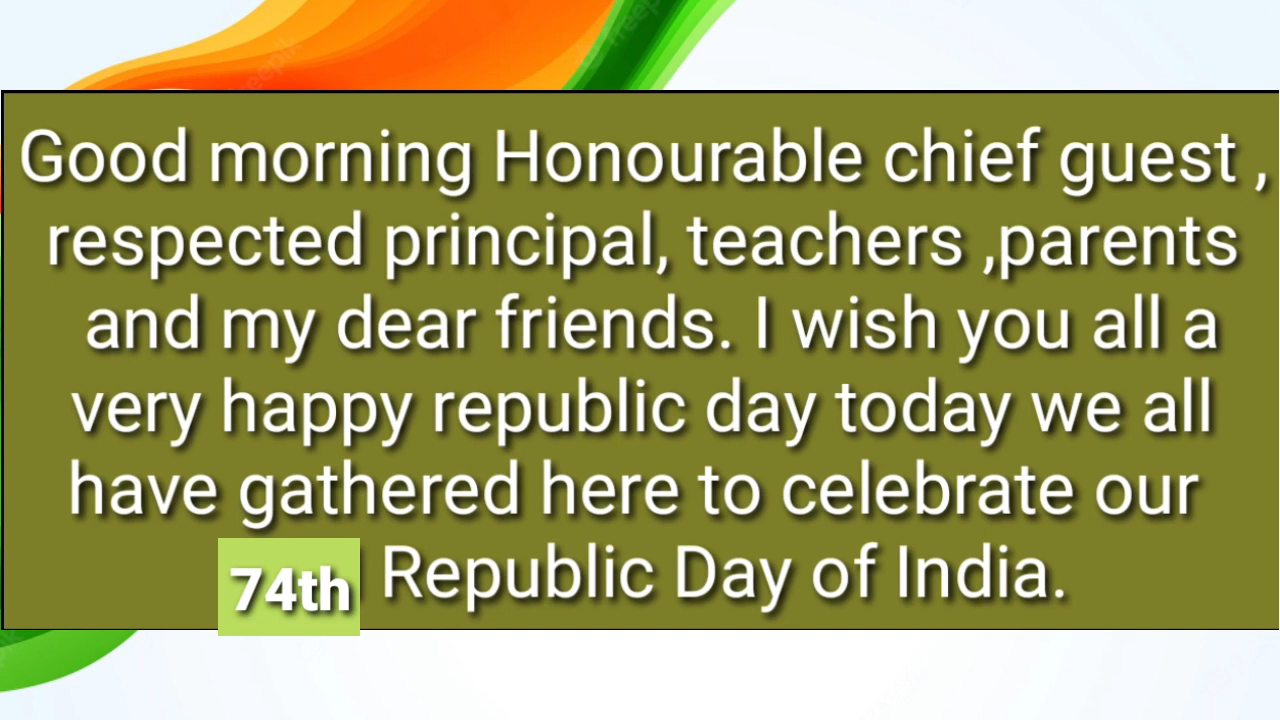 Good morning Honourable chief guest ,
respected principal, teachers ,parents
and my dear friends. I wish you all a
very happy republic day today we all
have gathered here to celebrate our
74th Republic Day of India.